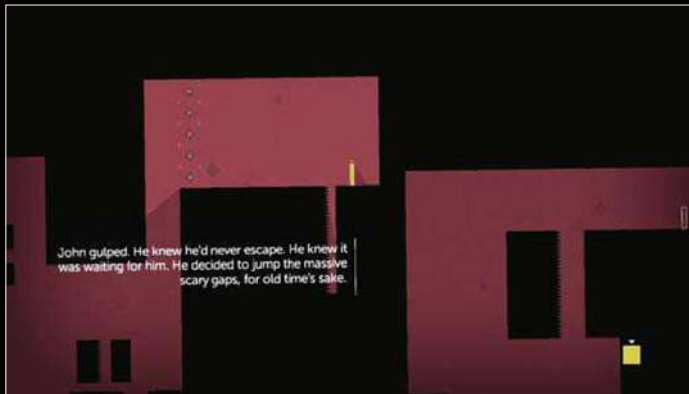 John gulped. He knew he'd never escape. He knew it
was waiting for him. He decided to jump the massive
scary gaps, for old time's sake.